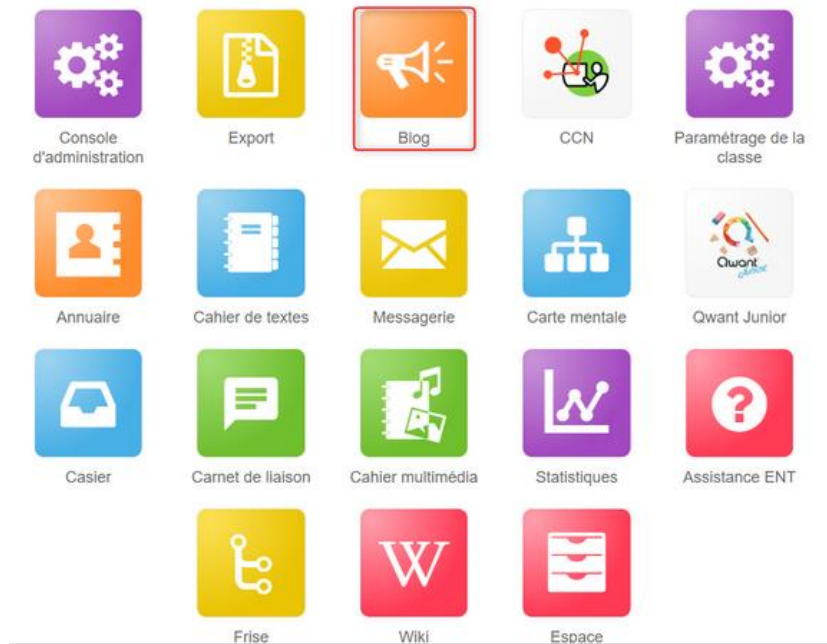 Console
d'administration
Export
Blog
CCN
Paramétrage de la
classe
Annuaire
Cahier de textes
Messagerie
Carte mentale
Qwant
Junior
Qwant Junior
Casier
Carnet de liaison
Cahier multimédia
Statistiques
?
Assistance ENT
W
Frise
Wiki
Espace